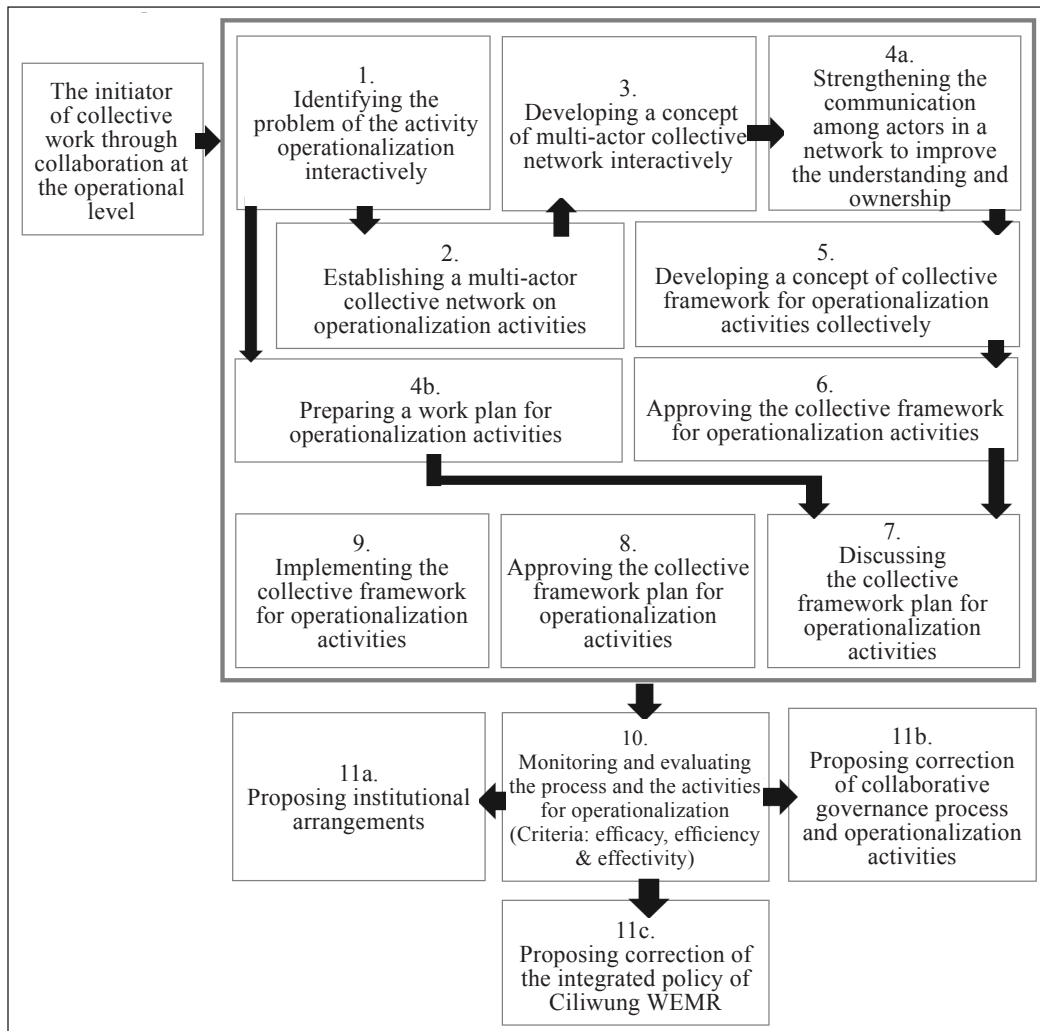 The initiator
of collective
work through
collaboration at
the operational
level
1.
Identifying the
problem of the activity
operationalization
interactively
3.
Developing a concept
of multi-actor collective
network interactively
4a.
Strengthening the
communication
among actors in a
network to improve
the understanding and
ownership
2.
Establishing a multi-actor
collective network on
operationalization activities
5.
Developing a concept of collective
framework for operationalization
activities collectively
4b.
Preparing a work plan for
operationalization activities
6.
Approving the collective framework
for operationalization activities
9.
Implementing the
collective framework
for operationalization
activities
8.
Approving the collective
framework plan for
operationalization
activities
7.
Discussing
the collective
framework plan for
operationalization
activities
11a.
Proposing institutional
arrangements
10.
Monitoring and evaluating
the process and the activities
for operationalization
(Criteria: efficacy, efficiency
& effectivity)
11b.
Proposing correction
of collaborative
governance process
and operationalization
activities
11c.
Proposing correction of
the integrated policy of
Ciliwung WEMR